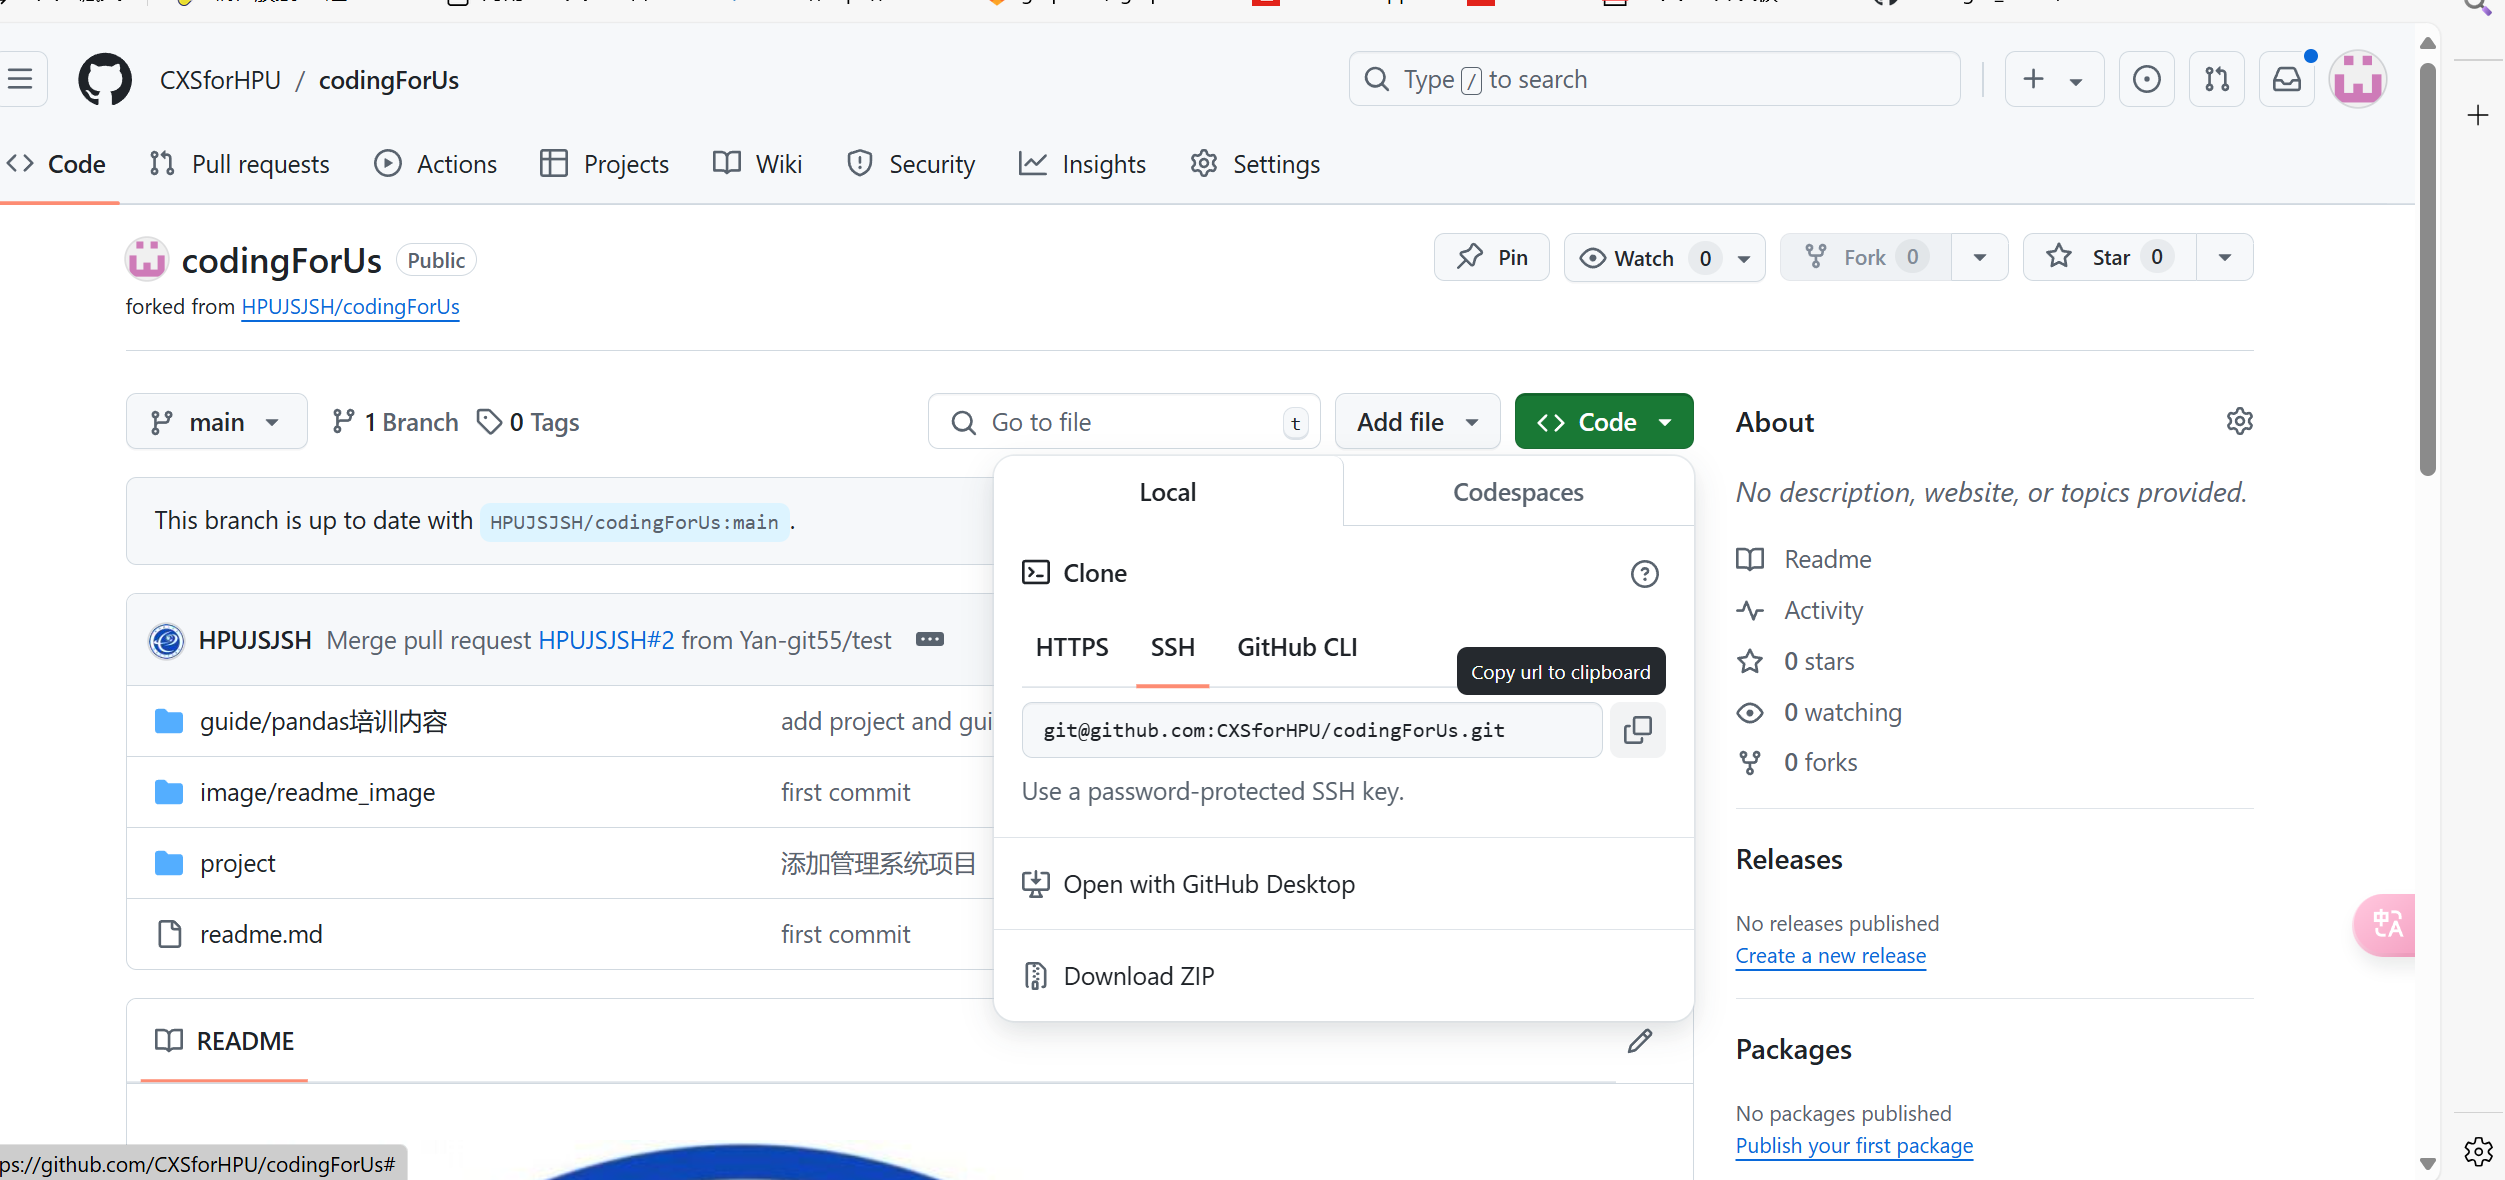 CXSforHPU / codingForUs
Type / to search
Code
Pull requests
Actions
Projects
Wiki
Security
Insights
Settings
codingForUs Public
Pin
Watch 0
Fork 0
Star 0
forked from HPUJSJSH/codingForUs
main
1 Branch
0 Tags
Go to file t
Add file
Code
About
Local
Codespaces
No description, website, or topics provided.
This branch is up to date with HPUJSJSH/codingForUs:main .
Clone
Readme
Activity
HPUJSJSH Merge pull request HPUJSJSH#2 from Yan-git55/test
HTTPS
SSH
GitHub CLI
Copy url to clipboard
0 stars
guide/pandas培训内容
add project and gui
git@github.com:CXSforHPU/codingForUs.git
0 watching
0 forks
image/readme_image
first commit
Use a password-protected SSH key.
project
添加管理系统项目
Open with GitHub Desktop
Releases
readme.md
first commit
No releases published
Create a new release
Download ZIP
README
Packages
No packages published
Publish your first package
ps://github.com/CXSforHPU/codingForUs#